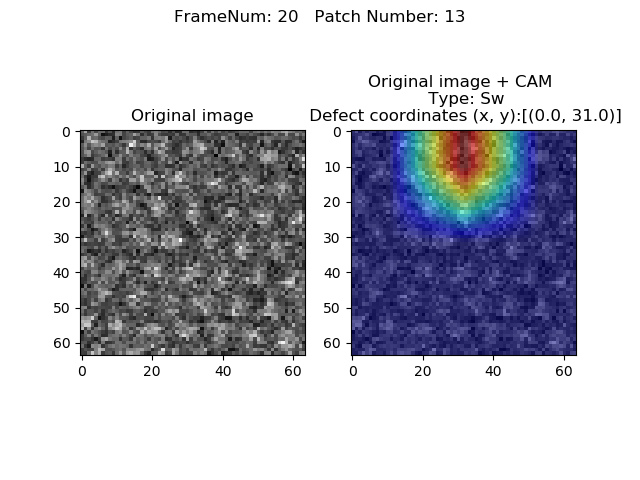 FrameNum: 20   Patch Number: 13
Original image
Original image + CAM
Type: Sw
Defect coordinates (x, y):[(0.0, 31.0)]
0
10
20
30
40
50
60
0 20 40 60
0
10
20
30
40
50
60
0 20 40 60